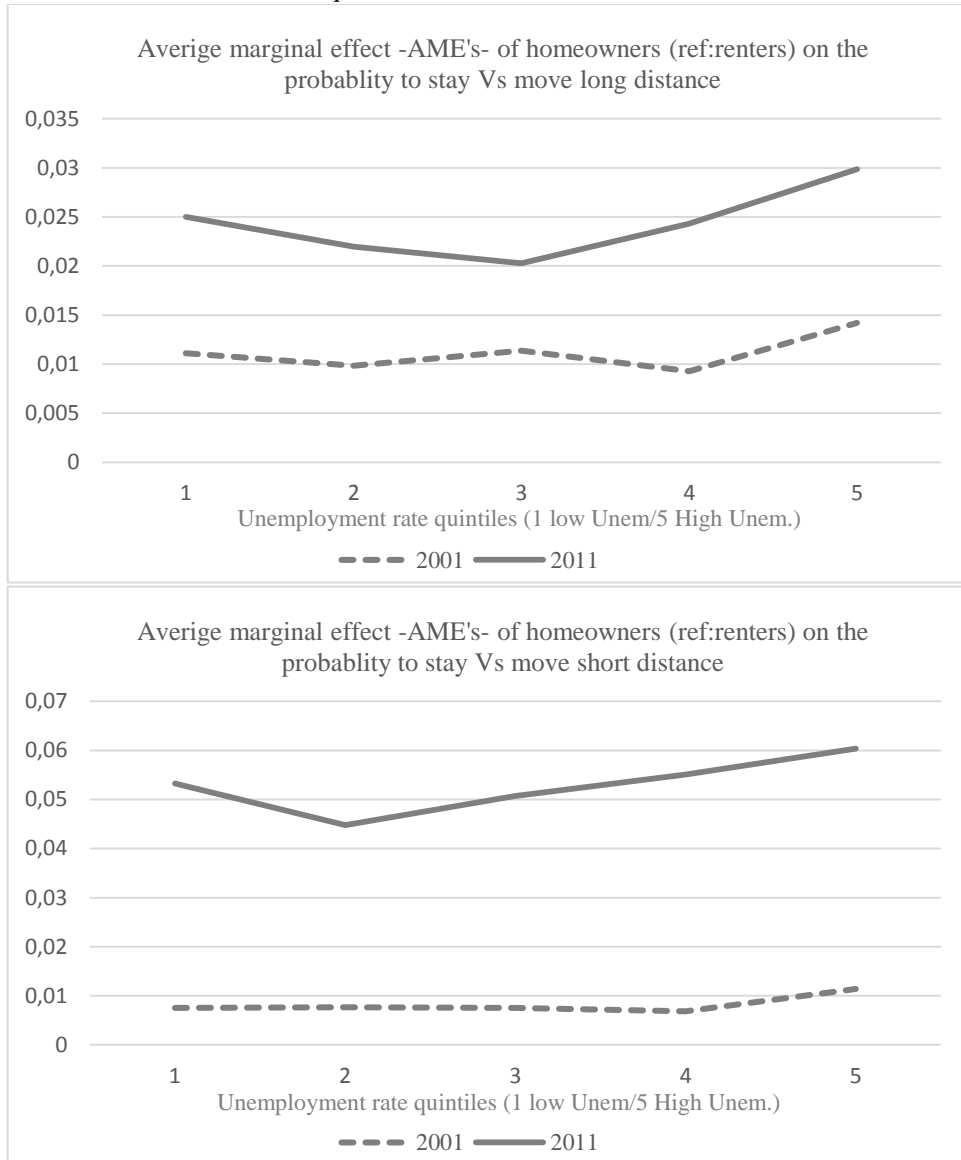 Averige marginal effect -AME's- of homeowners (ref:renters) on the
probablity to stay Vs move long distance
0,035
0,03
0,025
0,02
0,015
0,01
0,005
0
1 2 3 4 5
Unemployment rate quintiles (1 low Unem/5 High Unem.)
2001 2011
Averige marginal effect -AME's- of homeowners (ref:renters) on the
probablity to stay Vs move short distance
0,07
0,06
0,05
0,04
0,03
0,02
0,01
0
1 2 3 4 5
Unemployment rate quintiles (1 low Unem/5 High Unem.)
2001 2011